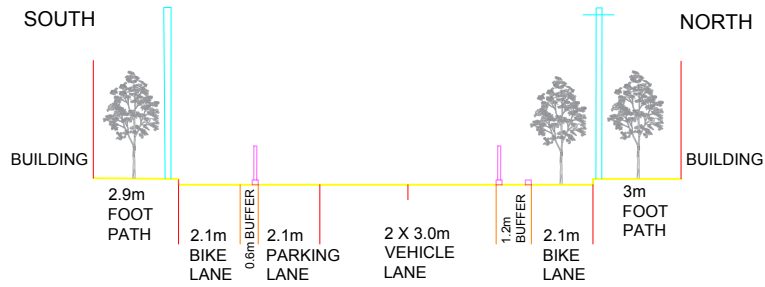 SOUTH
NORTH
BUILDING
BUILDING
2.9m
FOOT
PATH
2.1m
BIKE
LANE
0.6m BUFFER
2.1m
PARKING
LANE
2 X 3.0m
VEHICLE
LANE
1.2m
BUFFER
2.1m
BIKE
LANE
3m
FOOT
PATH